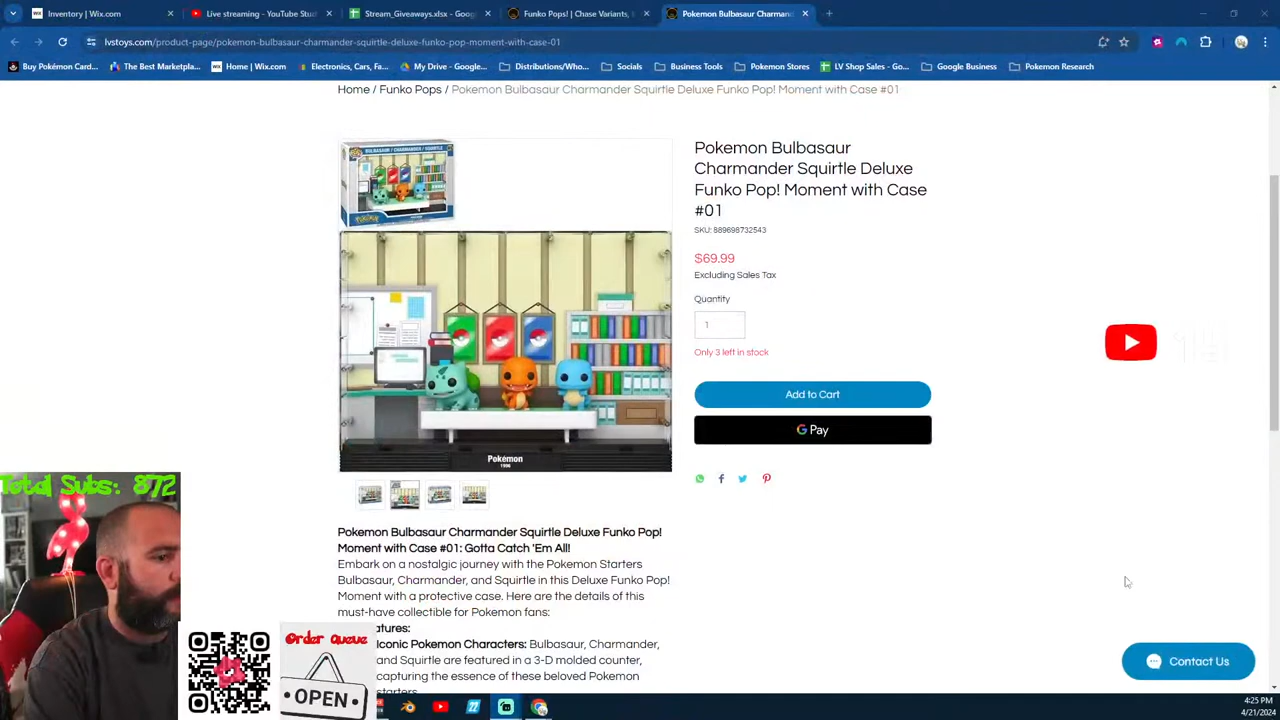 Inventory | Wix.com
Live streaming - YouTube Stud
Stream_Giveaways.xlsx - Goog
Funko Pops! | Chase Variants, I
Pokemon Bulbasaur Charmand
lvstoys.com/product-page/pokemon-bulbasaur-charmander-squirtle-deluxe-funko-pop-moment-with-case-01
Buy Pokémon Card...
The Best Marketpla...
Home | Wix.com
Electronics, Cars, Fa...
My Drive - Google...
Distributions/Who...
Socials
Business Tools
Pokemon Stores
LV Shop Sales - Go...
Google Business
Pokemon Research
Home / Funko Pops / Pokemon Bulbasaur Charmander Squirtle Deluxe Funko Pop! Moment with Case #01
BULBASAUR / CHARMANDER / SQUIRTLE
Pokémon
1996
Pokemon Bulbasaur
Charmander Squirtle Deluxe
Funko Pop! Moment with Case
#01
SKU: 889698732543
$69.99
Excluding Sales Tax
Quantity
1
Only 3 left in stock
Add to Cart
G Pay
Pokemon Bulbasaur Charmander Squirtle Deluxe Funko Pop!
Moment with Case #01: Gotta Catch 'Em All!
Embark on a nostalgic journey with the Pokemon Starters
Bulbasaur, Charmander, and Squirtle in this Deluxe Funko Pop!
Moment with a protective case. Here are the details of this
must-have collectible for Pokemon fans:
eatures:
Iconic Pokemon Characters: Bulbasaur, Charmander,
and Squirtle are featured in a 3-D molded counter,
capturing the essence of these beloved Pokemon
starters.
Contact Us
Total Subs: 872
Order Queue
OPEN
4:25 PM
4/21/2024